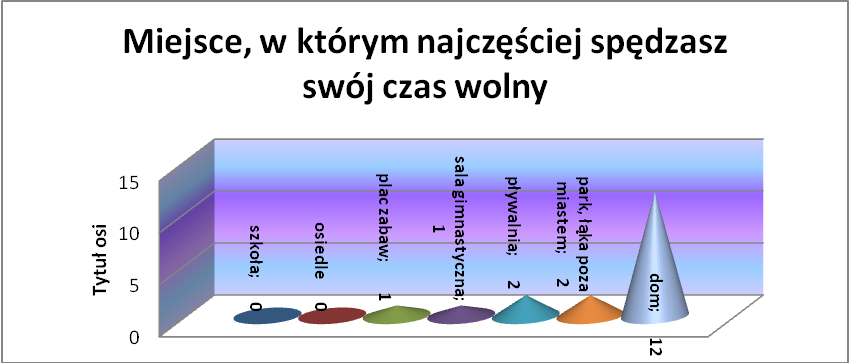 Miejsce, w którym najczęściej spędzasz
swój czas wolny
Tytuł osi
15
10
5
0
szkoła; 0
osiedle 0
plac zabaw; 1
sala gimnastyczna;
1
pływalnia; 2
park, łąka poza
miastem; 2
dom; 12